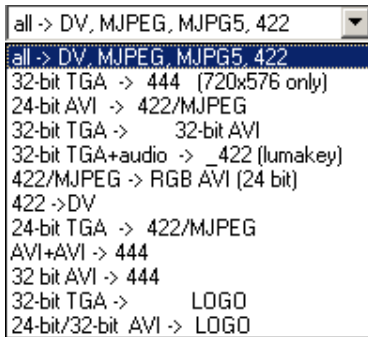 all -> DV, MJPEG, MJPG5, 422
all -> DV, MJPEG, MJPG5, 422
32-bit TGA -> 444 (720x576 only)
24-bit AVI -> 422/MJPEG
32-bit TGA -> 32-bit AVI
32-bit TGA+audio -> _422 (lumakey)
422/MJPEG -> RGB AVI (24 bit)
422 ->DV
24-bit TGA -> 422/MJPEG
AVI+AVI -> 444
32 bit AVI -> 444
32-bit TGA -> LOGO
24-bit/32-bit AVI -> LOGO